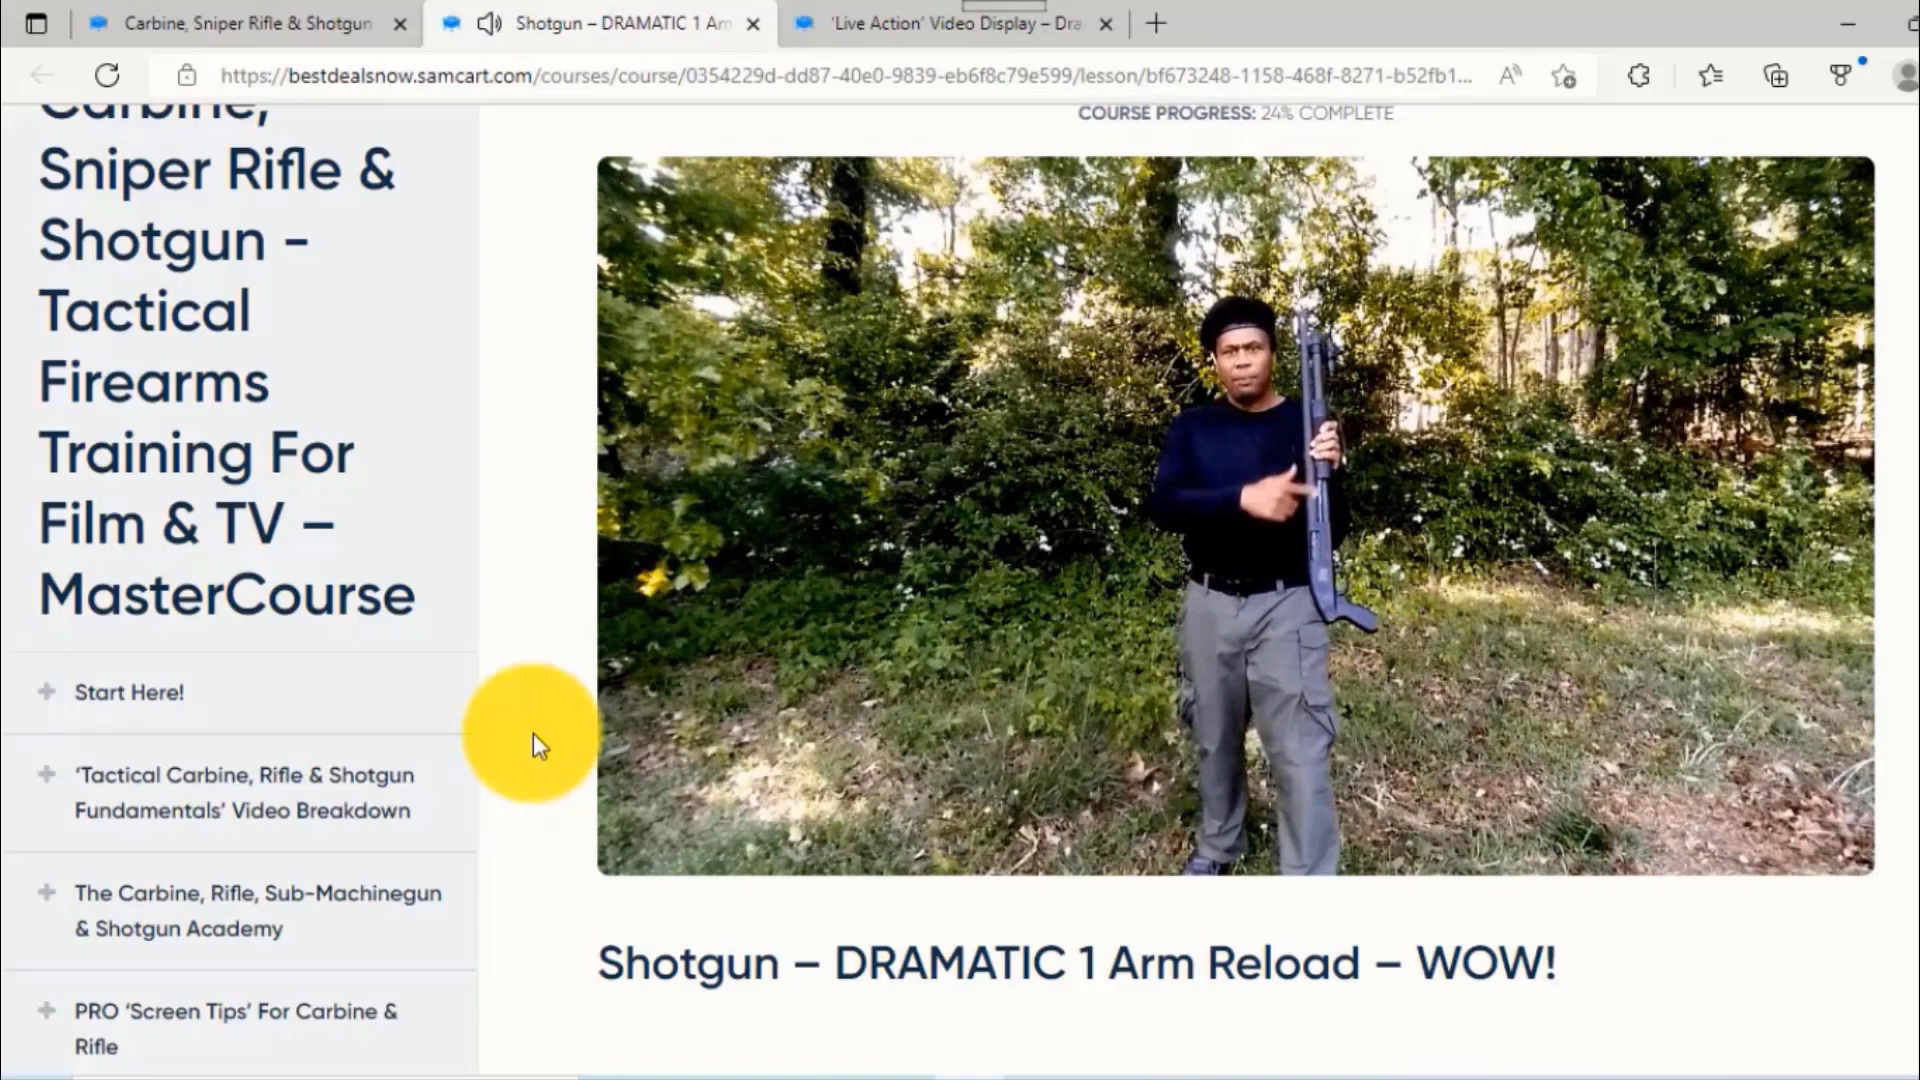 Carbine, Sniper Rifle & Shotgun
Shotgun – DRAMATIC 1 Arm
'Live Action' Video Display – Dra
https://bestdealsnow.samcart.com/courses/course/0354229d-dd87-40e0-9839-eb6f8c79e599/lesson/bf673248-1158-468f-8271-b52fb1...
Carbine,
Sniper Rifle &
Shotgun -
Tactical
Firearms
Training For
Film & TV –
MasterCourse
Start Here!
‘Tactical Carbine, Rifle & Shotgun
Fundamentals’ Video Breakdown
The Carbine, Rifle, Sub-Machinegun
& Shotgun Academy
PRO ‘Screen Tips’ For Carbine &
Rifle
COURSE PROGRESS: 24% COMPLETE
Shotgun – DRAMATIC 1 Arm Reload – WOW!